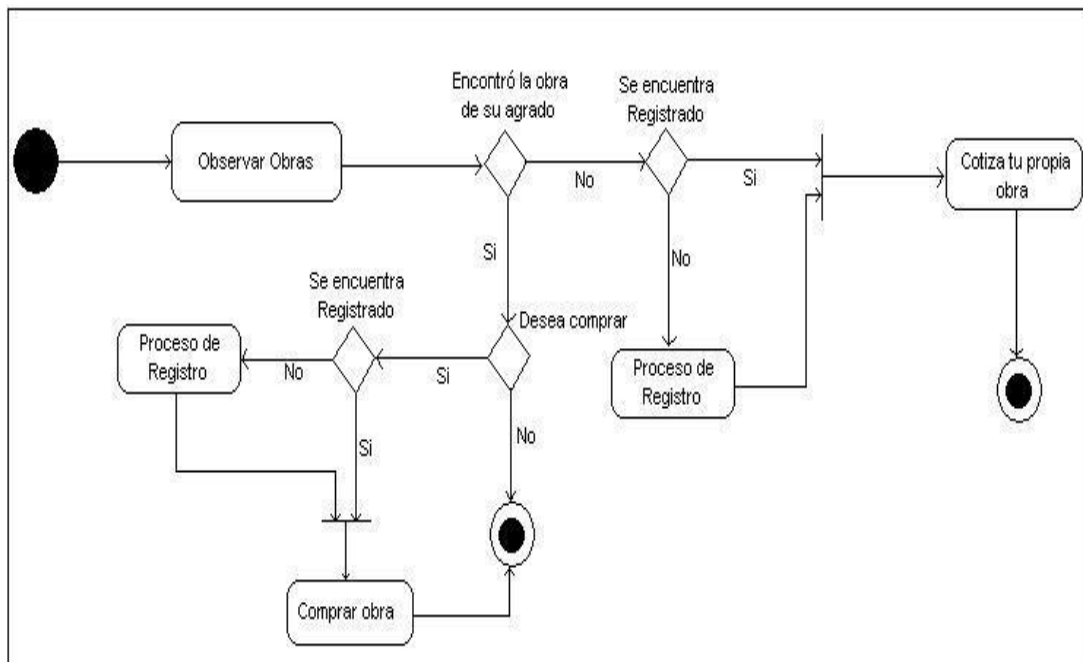 Encontró la obra
de su agrado
Se encuentra
Registrado
Observar Obras
No
Si
Cotiza tu propia
obra
Si
No
Se encuentra
Registrado
Desea comprar
Proceso de
Registro
No
Si
Proceso de
Registro
Si
No
Comprar obra